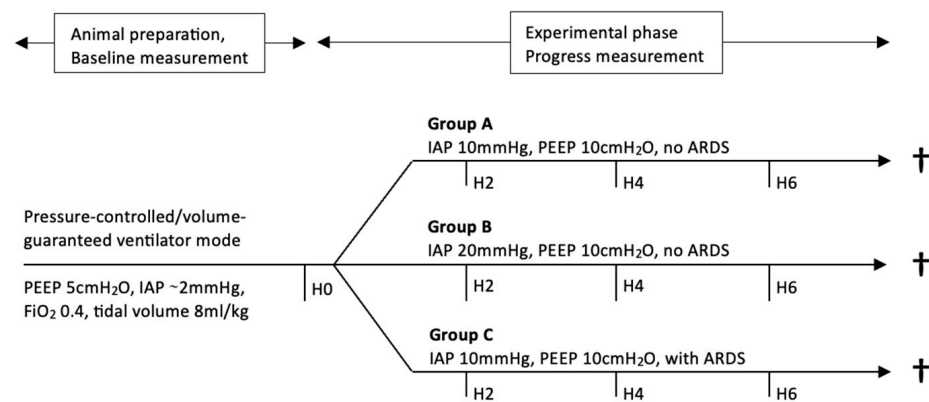 Animal preparation,
Baseline measurement
Experimental phase
Progress measurement
Group A
IAP 10mmHg, PEEP 10cmH₂O, no ARDS
H2
H4
H6
†
Pressure-controlled/volume-
guaranteed ventilator mode
PEEP 5cmH₂O, IAP ~2mmHg,
FiO₂ 0.4, tidal volume 8ml/kg
H0
Group B
IAP 20mmHg, PEEP 10cmH₂O, no ARDS
H2
H4
H6
†
Group C
IAP 10mmHg, PEEP 10cmH₂O, with ARDS
H2
H4
H6
†